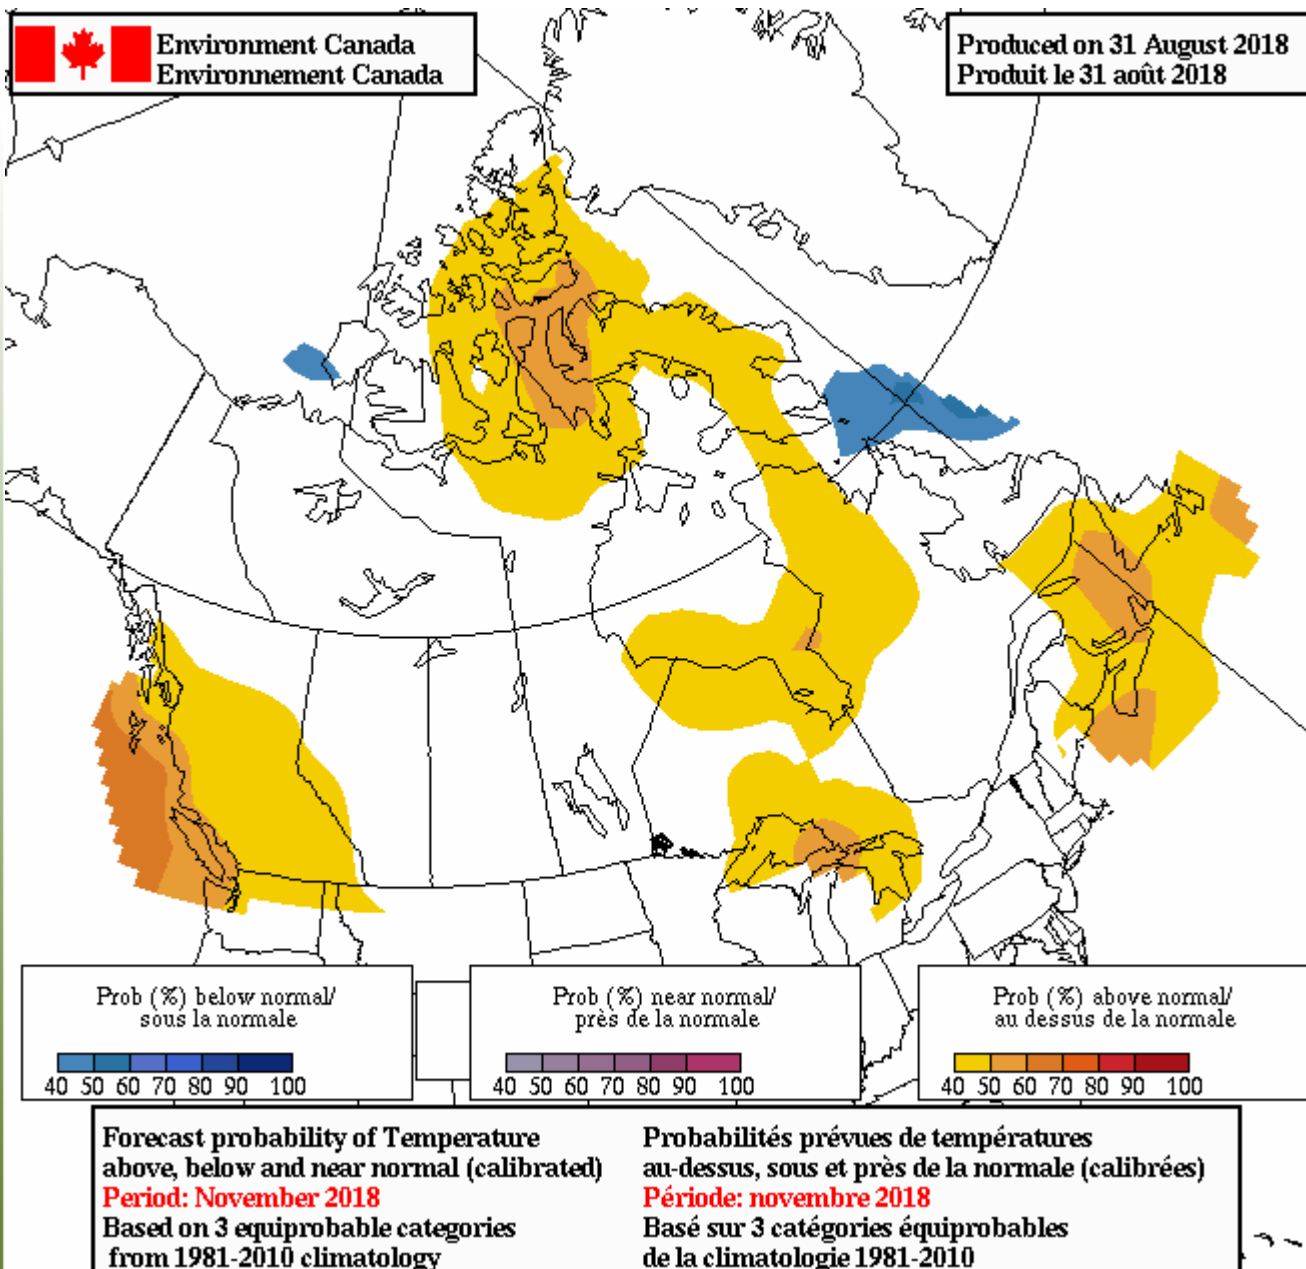 Environment Canada
Environnement Canada
Produced on 31 August 2018
Produit le 31 août 2018
Prob (%) below normal/
sous la normale
40 50 60 70 80 90 100
Prob (%) near normal/
près de la normale
40 50 60 70 80 90 100
Prob (%) above normal/
au dessus de la normale
40 50 60 70 80 90 100
Forecast probability of Temperature
above, below and near normal (calibrated)
Period: November 2018
Based on 3 equiprobable categories
from 1981-2010 climatology
Probabilités prévues de températures
au-dessus, sous et près de la normale (calibrées)
Période: novembre 2018
Basé sur 3 catégories équiprobables
de la climatologie 1981-2010